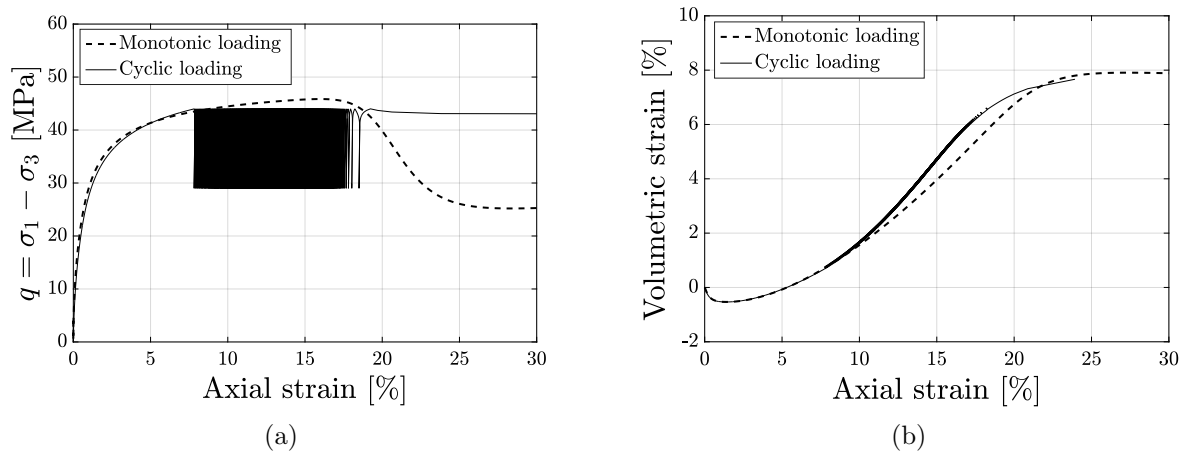 60
50
40
30
20
10
0
0 5 10 15 20 25 30
q = σ1 − σ3 [MPa]
Axial strain [%]
Monotonic loading
Cyclic loading
(a)
10
8
6
4
2
0
-2
0 5 10 15 20 25 30
Volumetric strain [%]
Axial strain [%]
Monotonic loading
Cyclic loading
(b)